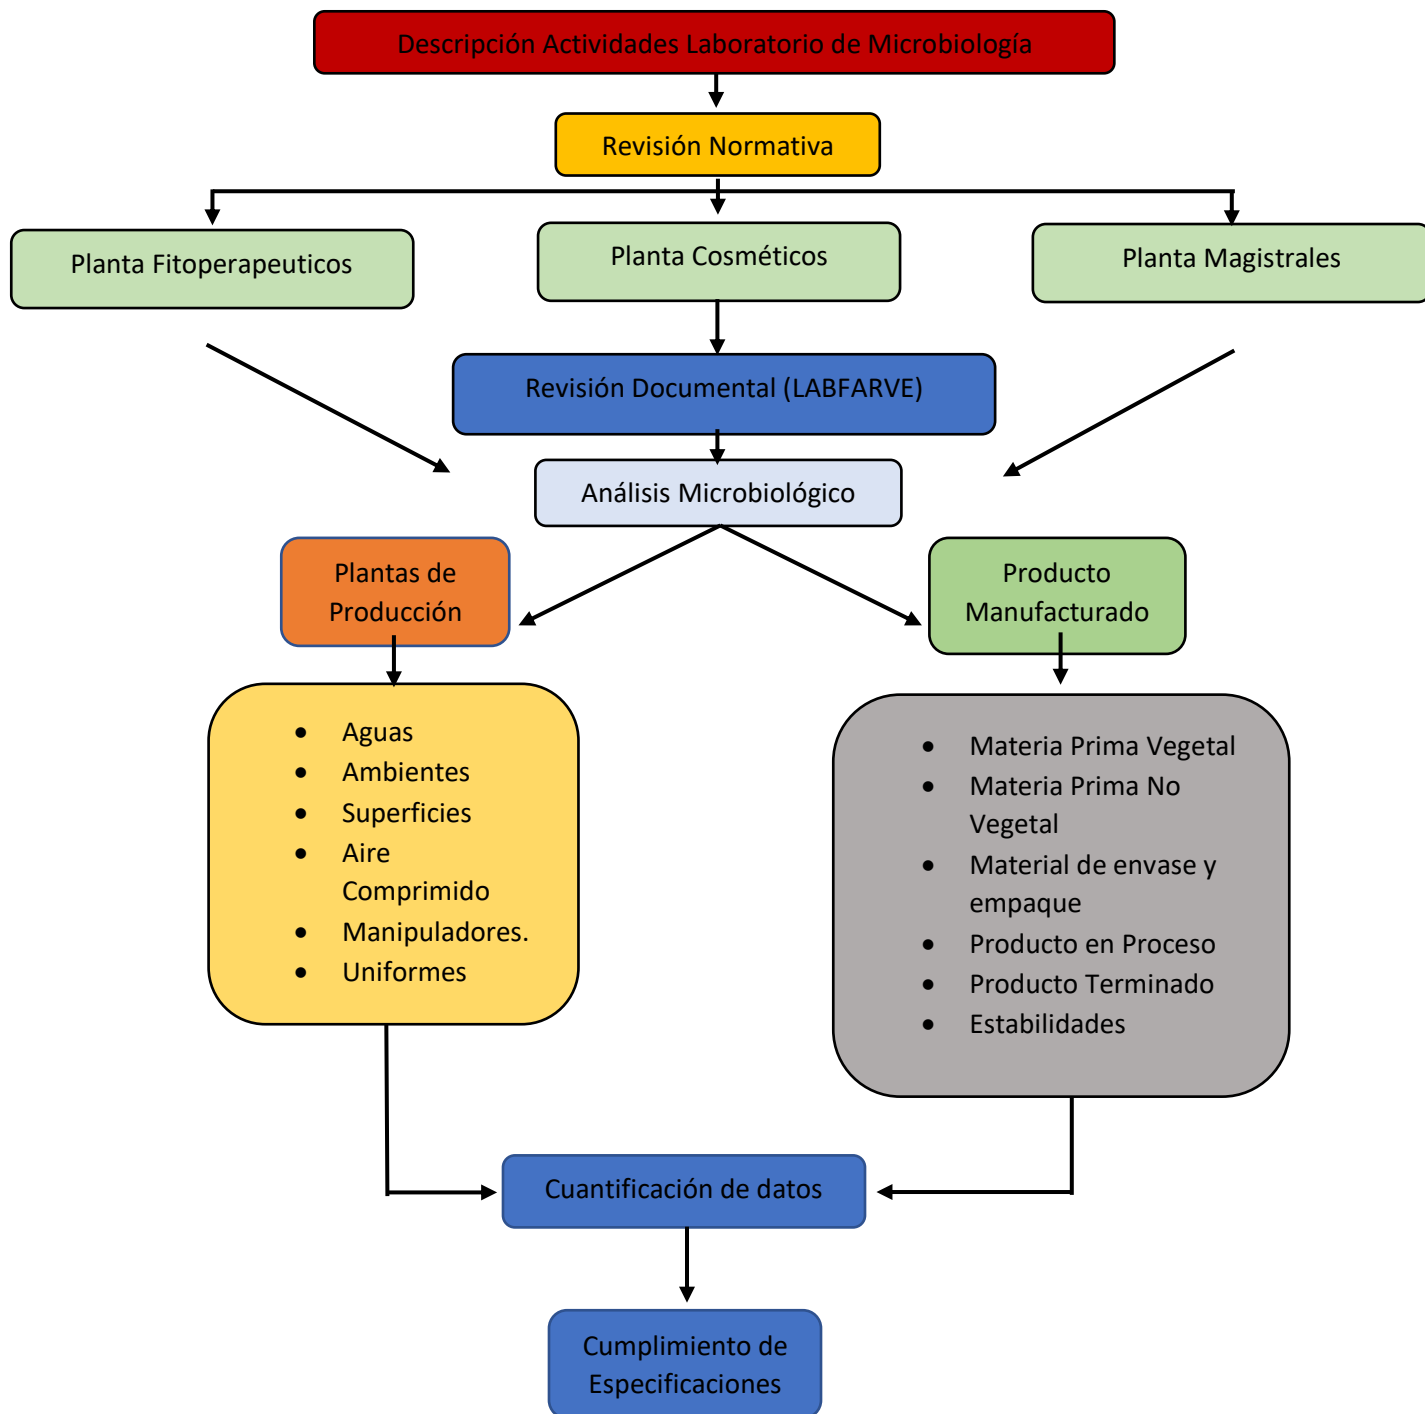 Descripción Actividades Laboratorio de Microbiología
Revisión Normativa
Planta Fitoperapeuticos
Planta Cosméticos
Planta Magistrales
Revisión Documental (LABFARVE)
Análisis Microbiológico
Plantas de
Producción
Producto
Manufacturado
• Aguas
• Ambientes
• Superficies
• Aire
Comprimido
• Manipuladores.
• Uniformes
• Materia Prima Vegetal
• Materia Prima No
Vegetal
• Material de envase y
empaque
• Producto en Proceso
• Producto Terminado
• Estabilidades
Cuantificación de datos
Cumplimiento de
Especificaciones